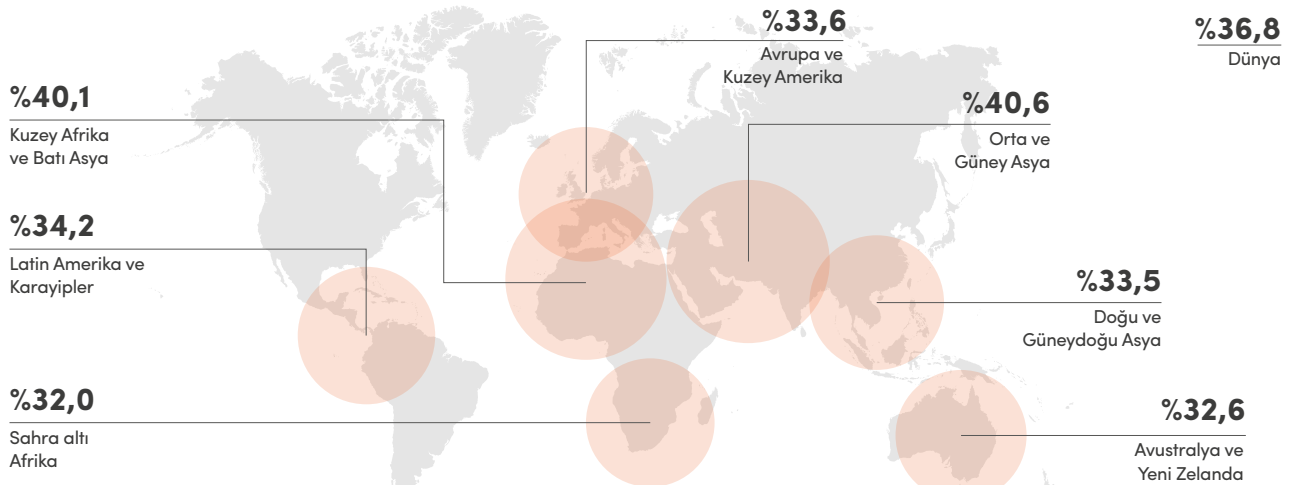 %33,6
Avrupa ve
Kuzey Amerika
%36,8
Dünya
%40,1
Kuzey Afrika
ve Batı Asya
%40,6
Orta ve
Güney Asya
%34,2
Latin Amerika ve
Karayipler
%33,5
Doğu ve
Güneydoğu Asya
%32,0
Sahra altı
Afrika
%32,6
Avustralya ve
Yeni Zelanda